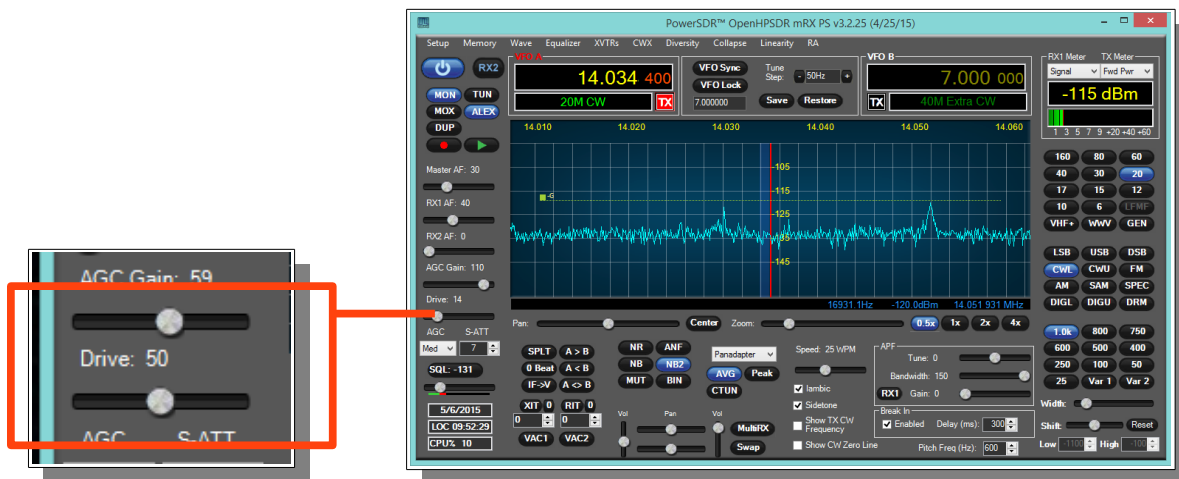 AGC Gain: 59
Drive: 50
AGC S-ATT
PowerSDR™ OpenHPSDR mRX PS v3.2.25 (4/25/15)
Setup Memory Wave Equalizer XVTRs CWX Diversity Collapse Linearity RA
RX2
MON TUN
MOX ALEX
DUP
Master AF: 30
RX1 AF: 40
RX2 AF: 0
AGC Gain: 110
Drive: 14
AGC S-ATT
Med 7
SQL: -131
5/6/2015
LOC 09:52:29
CPU% 10
VFO A
14.034 400
20M CW TX
VFO Sync
VFO Lock
7.000000
Tune
Step: - 50Hz +
Save Restore
VFO B
7.000 000
TX 40M Extra CW
RX1 Meter TX Meter
Signal Fwd Pwr
-115 dBm
1 3 5 7 9 +20 +40 +60
14.010 14.020 14.030 14.040 14.050 14.060
-105
-G
-115
-125
-135
-145
16931.1Hz -120.0dBm 14.051 931 MHz
Pan: Center Zoom: 0.5x 1x 2x 4x
SPLT A > B
0 Beat A < B
IF->V A <> B
XIT 0 RIT 0
0 0
VAC1 VAC2
NR ANF
NB NB2
MUT BIN
Panadapter
AVG Peak
CTUN
Vol Pan Vol
MultiRX
Swap
Speed: 25 WPM
Iambic
Sidetone
Show TX CW
Frequency
Show CW Zero Line
APF
Tune: 0
Bandwidth: 150
RX1 Gain: 0
Break In
Enabled Delay (ms): 300
Pitch Freq (Hz): 600
160 80 60
40 30 20
17 15 12
10 6 LFMF
VHF+ WWV GEN
LSB USB DSB
CWL CWU FM
AM SAM SPEC
DIGL DIGU DRM
1.0k 800 750
600 500 400
250 100 50
25 Var 1 Var 2
Width:
Shift: Reset
Low -1100 High -100